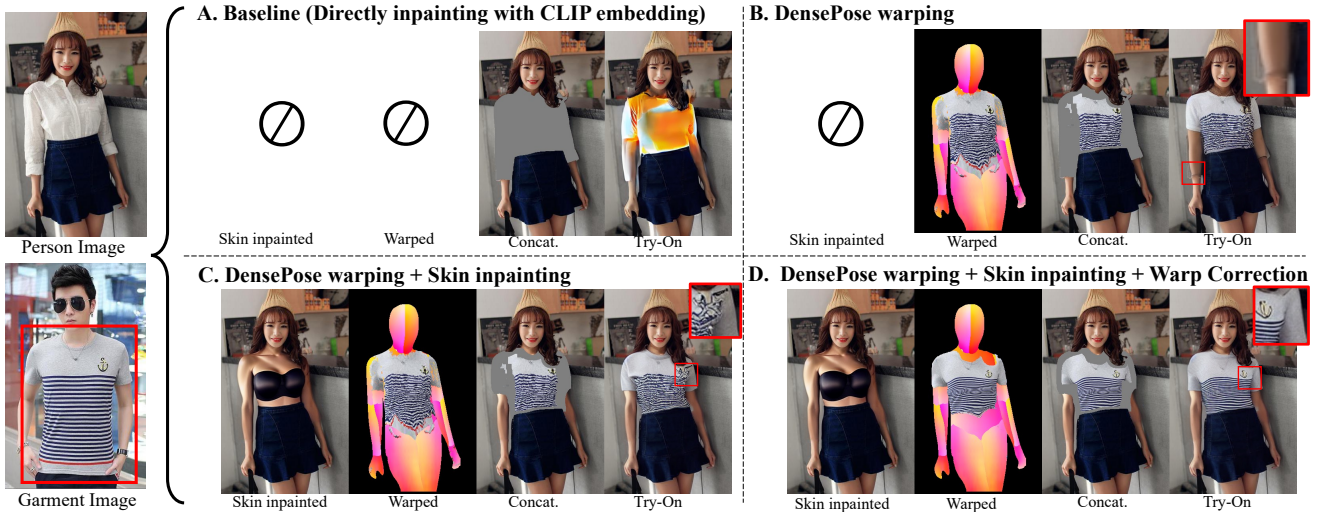 A. Baseline (Directly inpainting with CLIP embedding)
Skin inpainted
Warped
Concat.
Try-On
B. DensePose warping
Skin inpainted
Warped
Concat.
Try-On
Person Image
Garment Image
C. DensePose warping + Skin inpainting
Skin inpainted
Warped
Concat.
Try-On
D. DensePose warping + Skin inpainting + Warp Correction
Skin inpainted
Warped
Concat.
Try-On